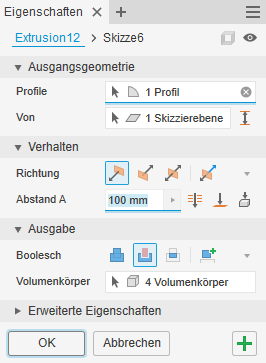 Eigenschaften × +
Extrusion12 > Skizze6
Ausgangsgeometrie
Profile 1 Profil
Von 1 Skizzierebene
Verhalten
Richtung
Abstand A 100 mm
Ausgabe
Boolesch
Volumenkörper 4 Volumenkörper
Erweiterte Eigenschaften
OK Abbrechen